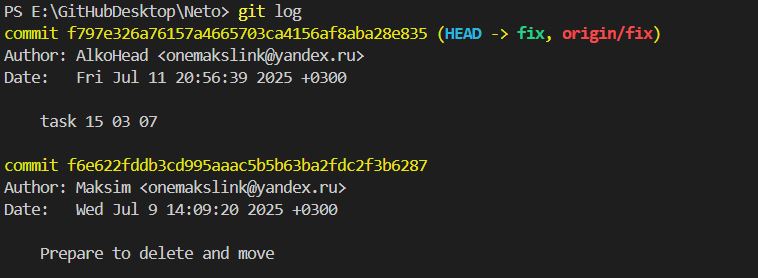 PS E:\GitHubDesktop\Neto> git log
commit f797e326a76157a4665703ca4156af8aba28e835 (HEAD -> fix, origin/fix)
Author: AlkoHead <onemakslink@yandex.ru>
Date:   Fri Jul 11 20:56:39 2025 +0300
task 15 03 07
commit f6e622fddb3cd995aaac5b5b63ba2fdc2f3b6287
Author: Maksim <onemakslink@yandex.ru>
Date:   Wed Jul 9 14:09:20 2025 +0300
Prepare to delete and move